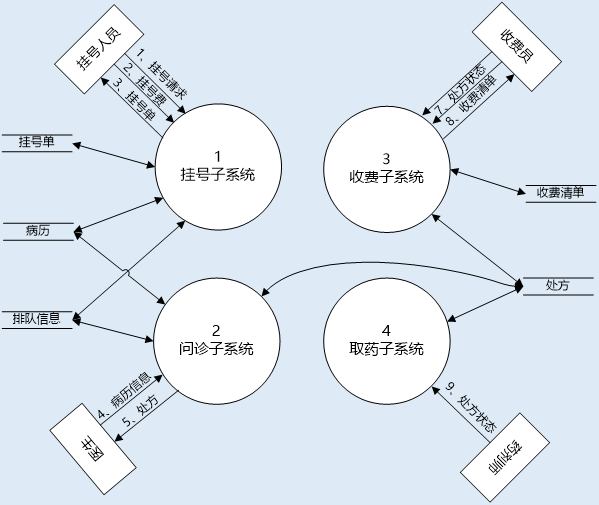 挂号人员
1、挂号请求
2、挂号费
3、挂号单
收费员
7、处方状态
8、收费清单
挂号单
1
挂号子系统
3
收费子系统
收费清单
病历
排队信息
2
问诊子系统
处方
4
取药子系统
4、病历信息
5、处方
医生
9、处方状态
药剂师